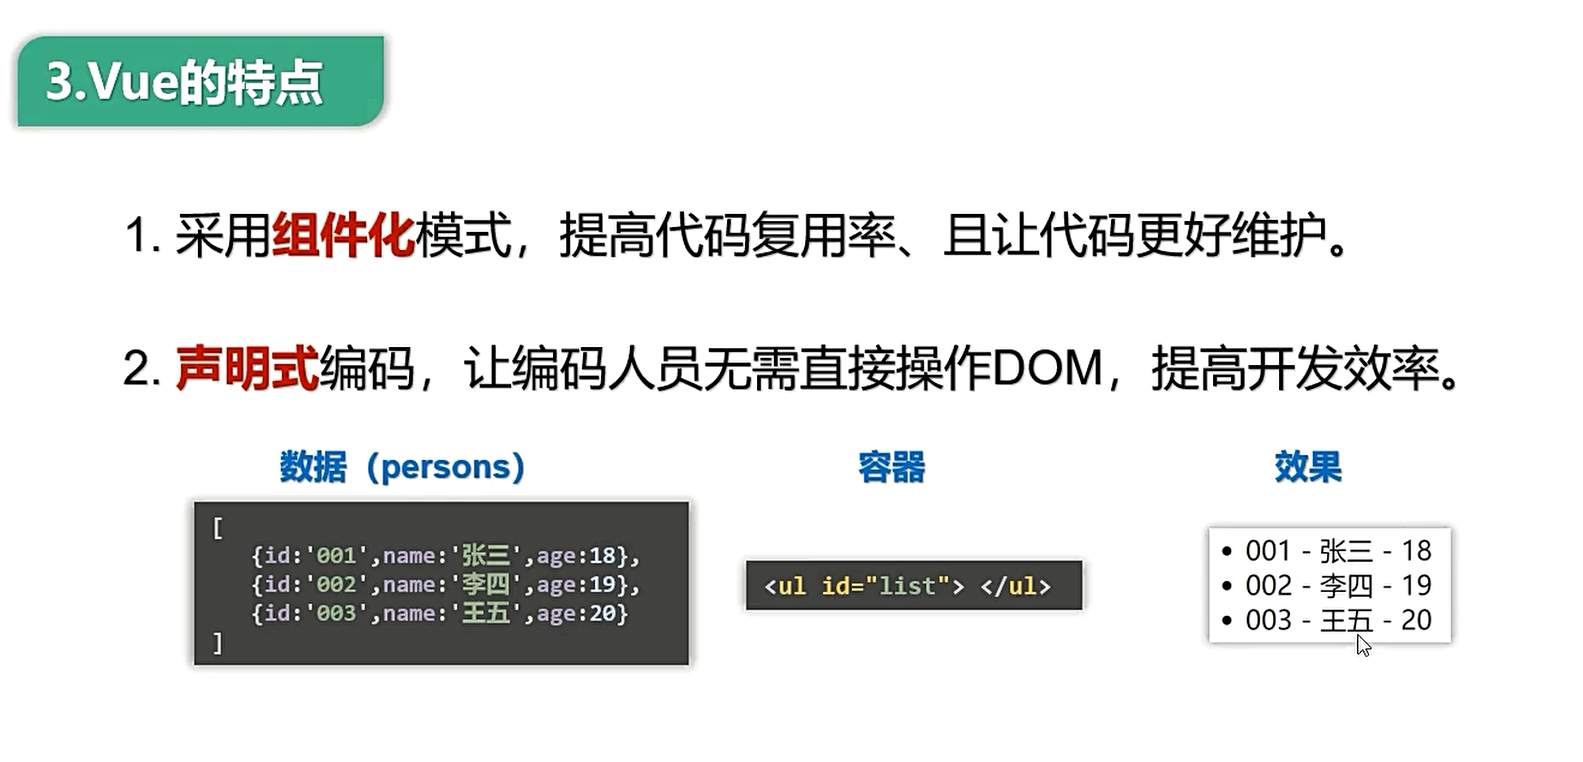 3.Vue的特点
1. 采用组件化模式，提高代码复用率、且让代码更好维护。
2. 声明式编码，让编码人员无需直接操作DOM，提高开发效率。
数据（persons）
[
{id:'001',name:'张三',age:18},
{id:'002',name:'李四',age:19},
{id:'003',name:'王五',age:20}
]
容器
<ul id="list"> </ul>
效果
• 001 - 张三 - 18
• 002 - 李四 - 19
• 003 - 王五 - 20